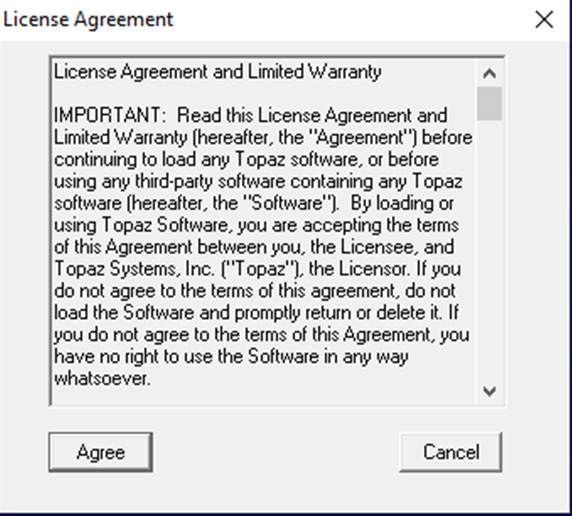 License Agreement
License Agreement and Limited Warranty
IMPORTANT:  Read this License Agreement and
Limited Warranty (hereafter, the "Agreement") before
continuing to load any Topaz software, or before
using any third-party software containing any Topaz
software (hereafter, the "Software").  By loading or
using Topaz Software, you are accepting the terms
of this Agreement between you, the Licensee, and
Topaz Systems, Inc. ("Topaz"), the Licensor. If you
do not agree to the terms of this agreement, do not
load the Software and promptly return or delete it. If
you do not agree to the terms of this Agreement, you
have no right to use the Software in any way
whatsoever.
Agree
Cancel